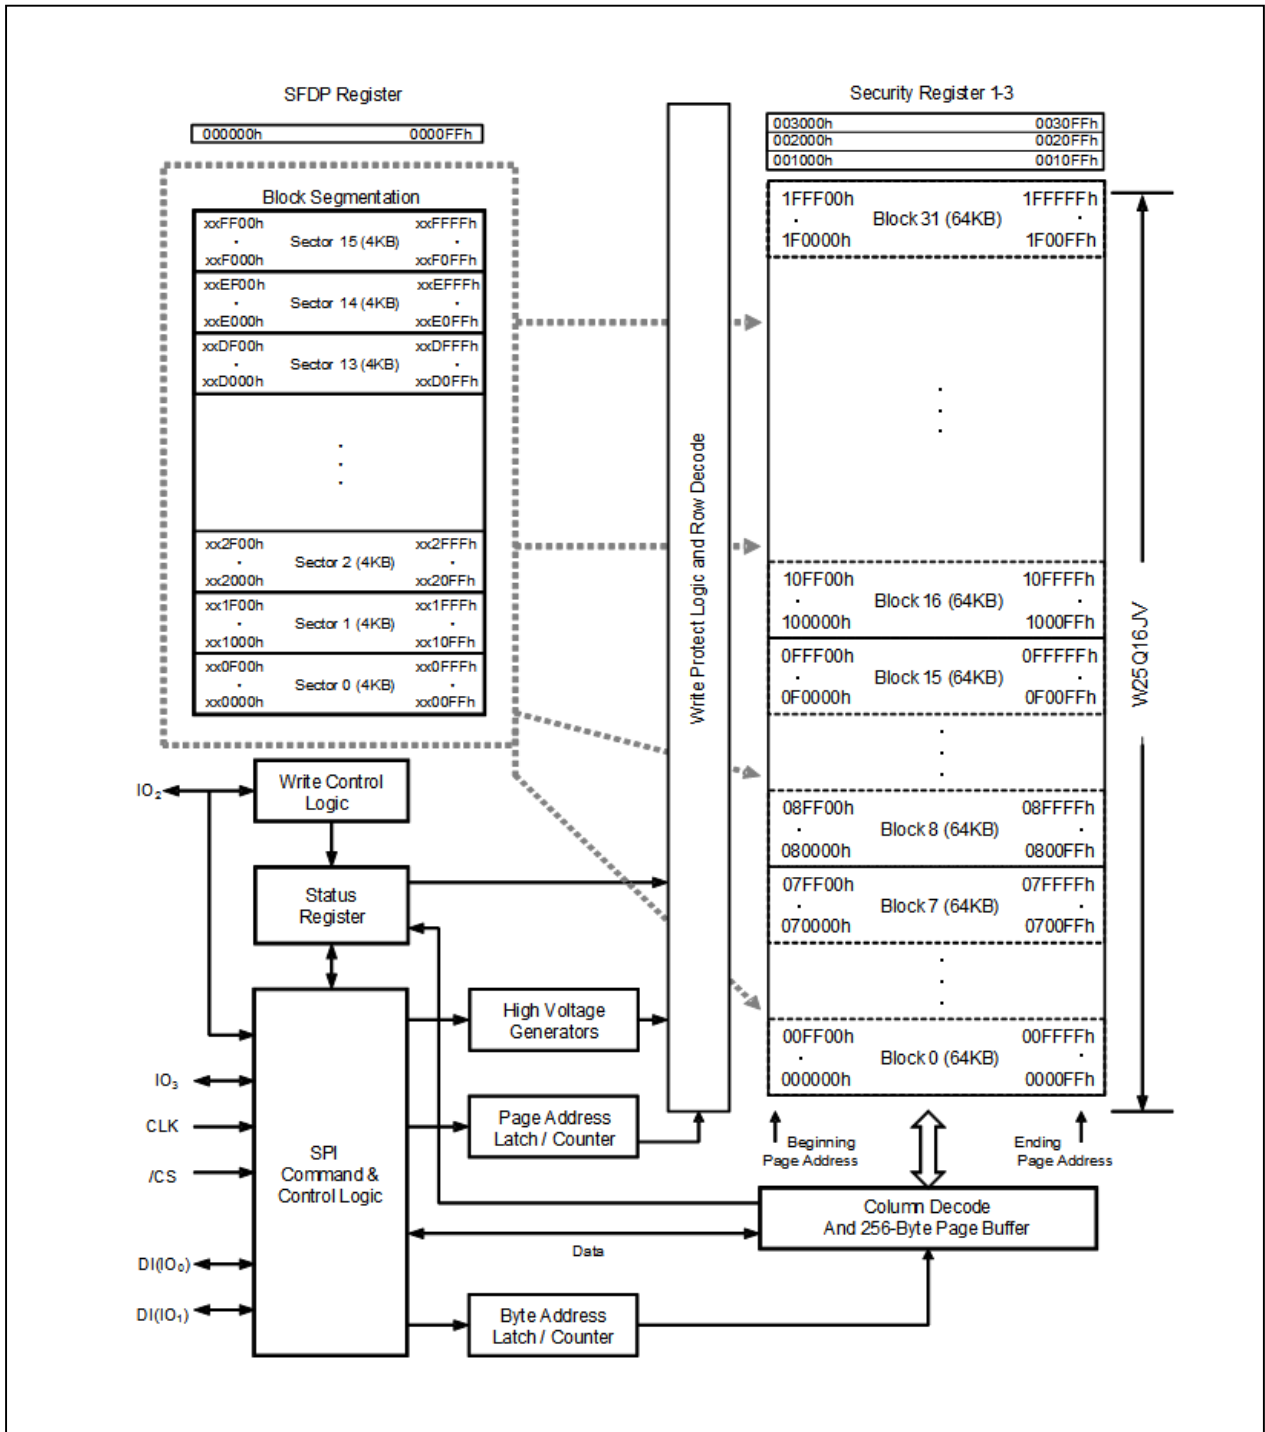 SFDP Register
000000h 0000FFh
Block Segmentation
xxFF00h xxFFFFh
Sector 15 (4KB)
xxF000h xxF0FFh
xxEF00h xxEFFFh
Sector 14 (4KB)
xxE000h xxE0FFh
xxDF00h xxDFFFh
Sector 13 (4KB)
xxD000h xxD0FFh
xx2F00h xx2FFFh
Sector 2 (4KB)
xx2000h xx20FFh
xx1F00h xx1FFFh
Sector 1 (4KB)
xx1000h xx10FFh
xx0F00h xx0FFFh
Sector 0 (4KB)
xx0000h xx00FFh
Write Protect Logic and Row Decode
Security Register 1-3
003000h 0030FFh
002000h 0020FFh
001000h 0010FFh
1FFF00h 1FFFFFh
Block 31 (64KB)
1F0000h 1F00FFh
10FF00h 10FFFFh
Block 16 (64KB)
100000h 1000FFh
0FFF00h 0FFFFFh
Block 15 (64KB)
0F0000h 0F00FFh
08FF00h 08FFFFh
Block 8 (64KB)
080000h 0800FFh
07FF00h 07FFFFh
Block 7 (64KB)
070000h 0700FFh
00FF00h 00FFFFh
Block 0 (64KB)
000000h 0000FFh
W25Q16JV
Beginning
Page Address
Ending
Page Address
IO₂
Write Control
Logic
Status
Register
High Voltage
Generators
IO₃
CLK
/CS
DI(IO₀)
DI(IO₁)
SPI
Command &
Control Logic
Page Address
Latch / Counter
Column Decode
And 256-Byte Page Buffer
Data
Byte Address
Latch / Counter